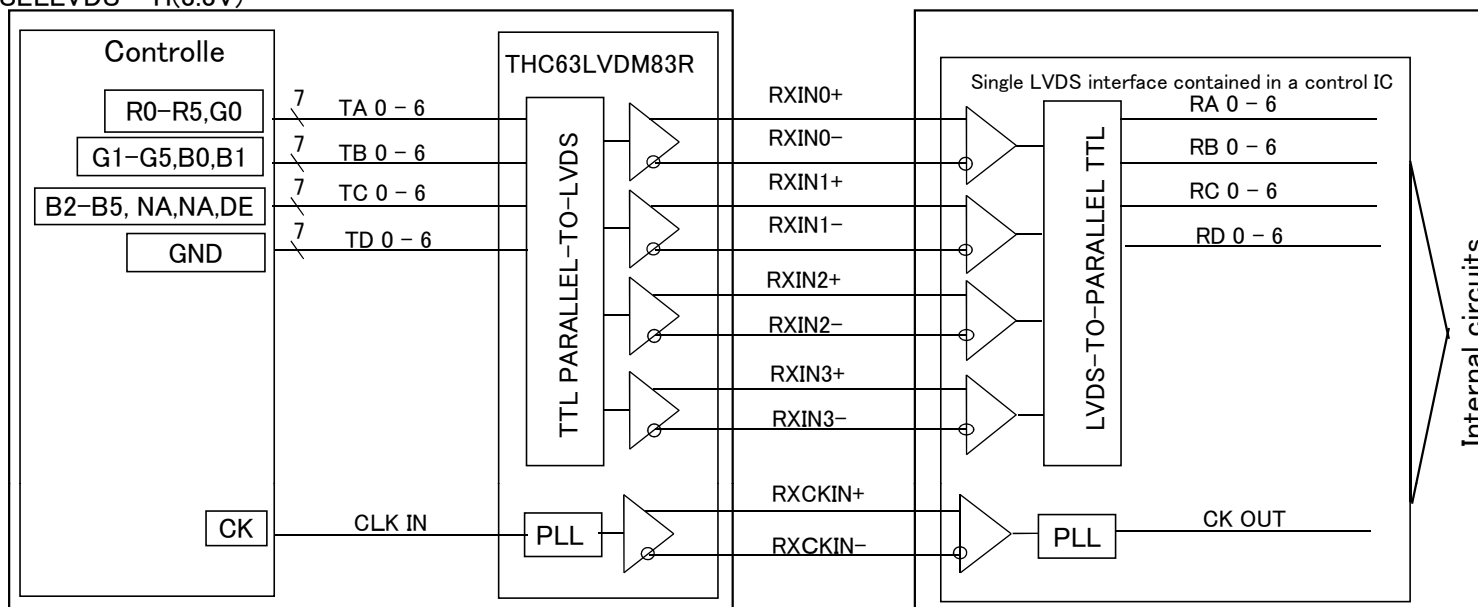 Controlle
THC63LVDM83R
Single LVDS interface contained in a control IC
R0-R5,G0
7
TA 0 - 6
RXIN0+
RA 0 - 6
RXIN0-
G1-G5,B0,B1
7
TB 0 - 6
RB 0 - 6
RXIN1+
B2-B5, NA,NA,DE
7
TC 0 - 6
RC 0 - 6
RXIN1-
GND
7
TD 0 - 6
RD 0 - 6
RXIN2+
RXIN2-
RXIN3+
RXIN3-
TTL PARALLEL-TO-LVDS
LVDS-TO-PARALLEL TTL
Internal circuits
RXCKIN+
CK
CLK IN
PLL
PLL
CK OUT
RXCKIN-